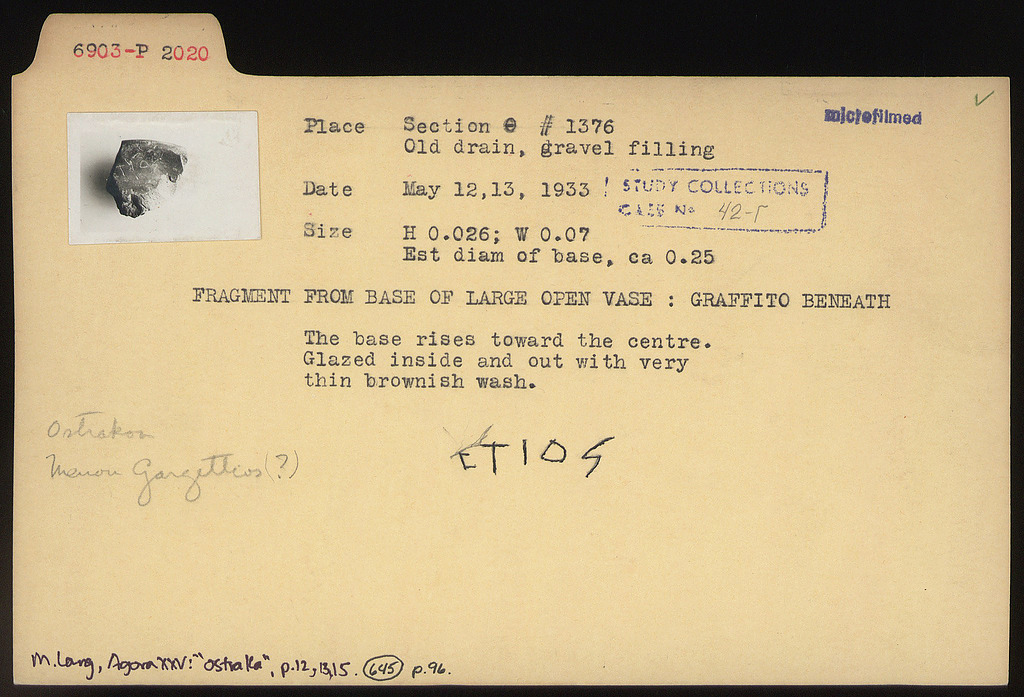 6903-P 2020
microfilmed
Place Section Θ # 1376
Old drain, gravel filling
Date May 12,13, 1933
STUDY COLLECTIONS
CASE No 42-Γ
Size H 0.026; W 0.07
Est diam of base, ca 0.25
FRAGMENT FROM BASE OF LARGE OPEN VASE : GRAFFITO BENEATH
The base rises toward the centre.
Glazed inside and out with very
thin brownish wash.
Ostrakon
Menon Gargettios (?)
ΕΤΙΟΣ
M. Lang, Agora XXV: "Ostraka", p.12, 13, 15. 645 p.96.